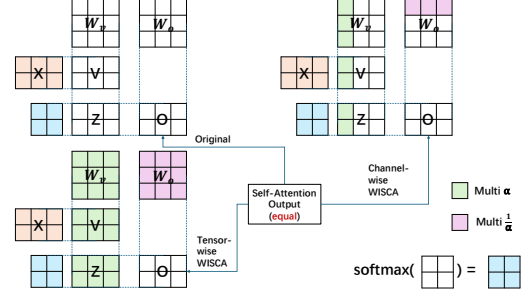 W_v
W_o
X
V
Z
O
Original
W_v
W_o
X
V
Z
O
Channel-
wise
WISCA
W_v
W_o
X
V
Z
O
Tensor-
wise
WISCA
Self-Attention
Output
(equal)
Multi α
Multi 1/α
softmax( ) =